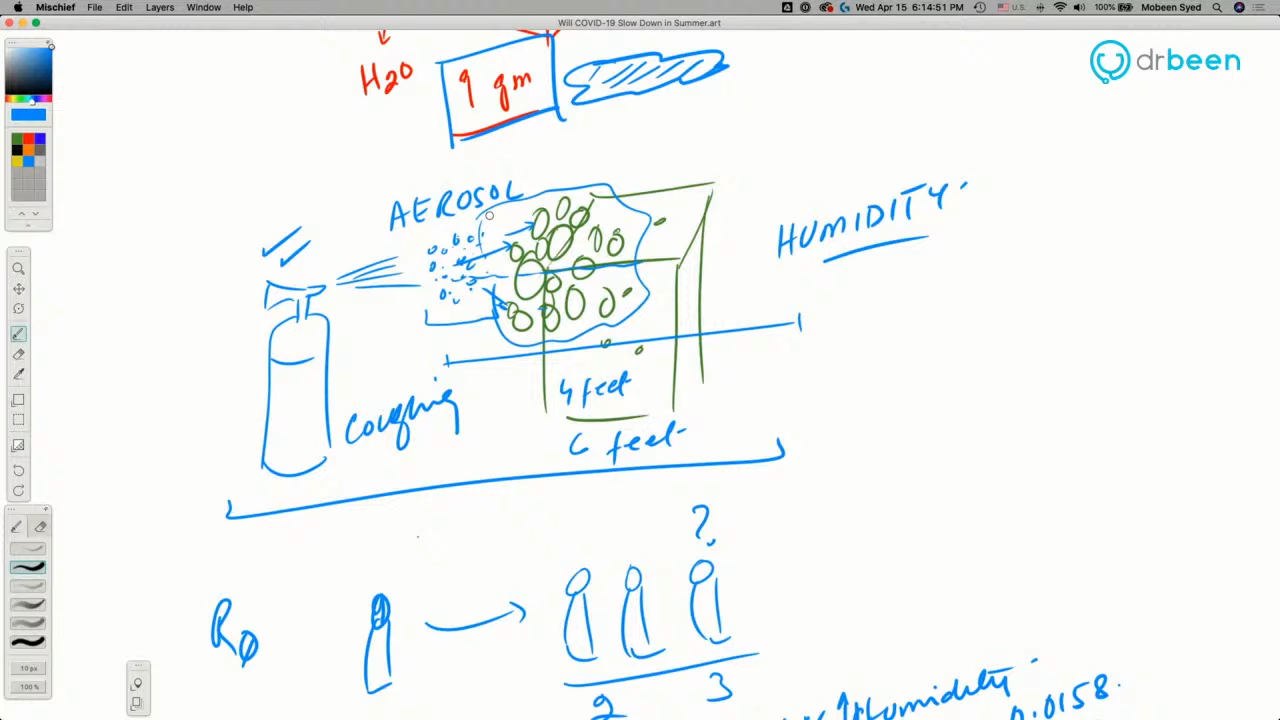 Mischief File Edit Layers Window Help
U.S. 100% Wed Apr 15 6:14:51 AM Mobeen Syed
Will COVID-19 Slow Down in Summer.art
drbeen
H2O
9 gm
AEROSOL
HUMIDITY
Coughing
4 feet
6 feet
?
R0
2
3
Humidity
0.0158
10 px
100 %